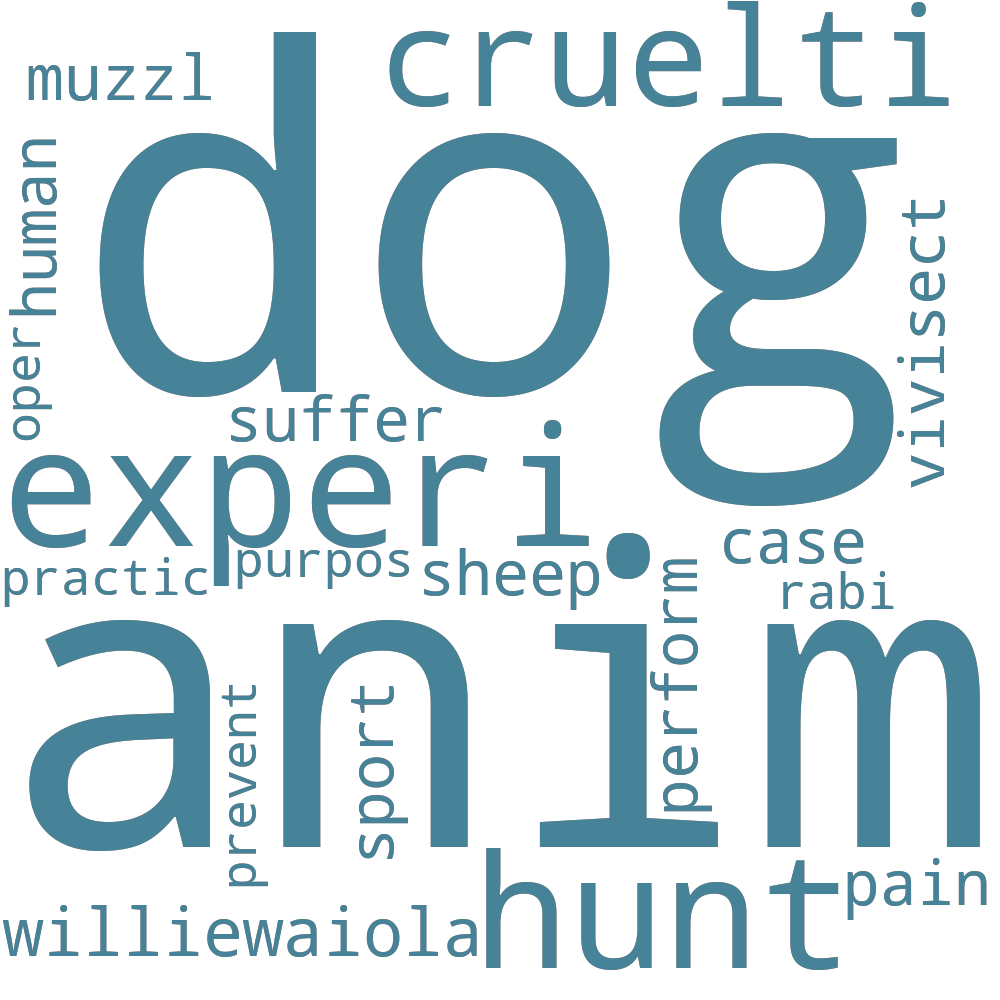 cruelti
muzzl
dog
human
vivisect
oper
suffer
experi
case
purpos
sheep
practic
rabi
perform
anim
prevent
sport
hunt
pain
williewaiola